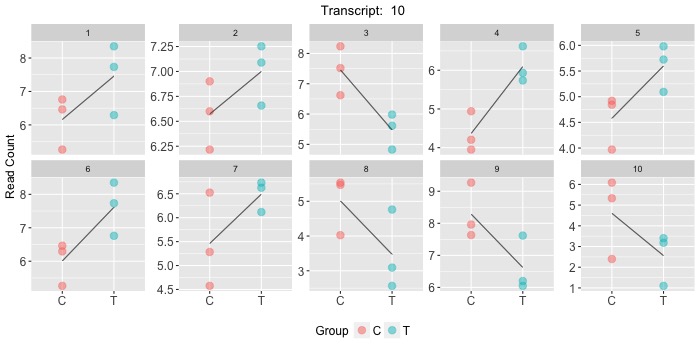 Transcript: 10
1 2 3 4 5
8 7 6
7.25 7.00 6.75 6.50 6.25
8 7 6 5
6 5 4
6.0 5.5 5.0 4.5 4.0
Read Count
6 7 8 9 10
8 7 6
6.5 6.0 5.5 5.0 4.5
5 4 3
9 8 7 6
6 5 4 3 2 1
C T C T C T C T C T
Group C T